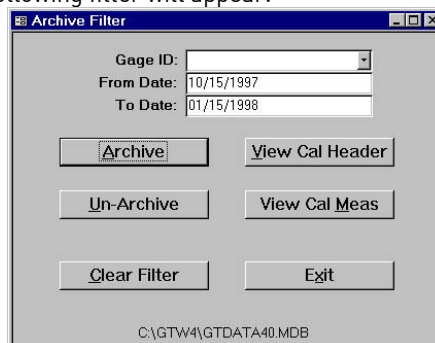 ollowing filter will appear:
Archive Filter
Gage ID:
From Date: 10/15/1997
To Date: 01/15/1998
Archive View Cal Header
Un-Archive View Cal Meas
Clear Filter Exit
C:\GTW4\GTDATA40.MDB